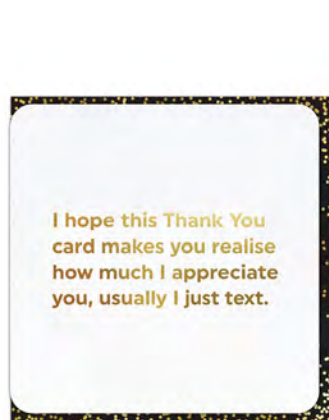 I hope this Thank You
card makes you realise
how much I appreciate
you, usually I just text.